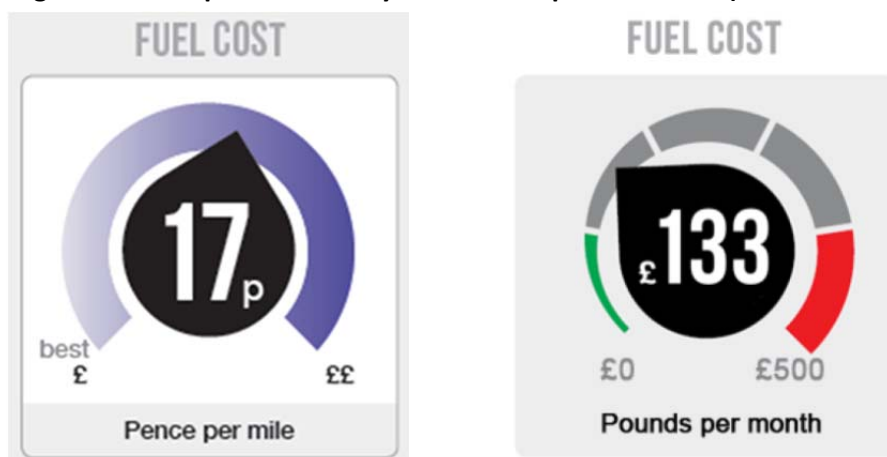 FUEL COST
17p
best
£
££
Pence per mile
FUEL COST
£133
£0
£500
Pounds per month